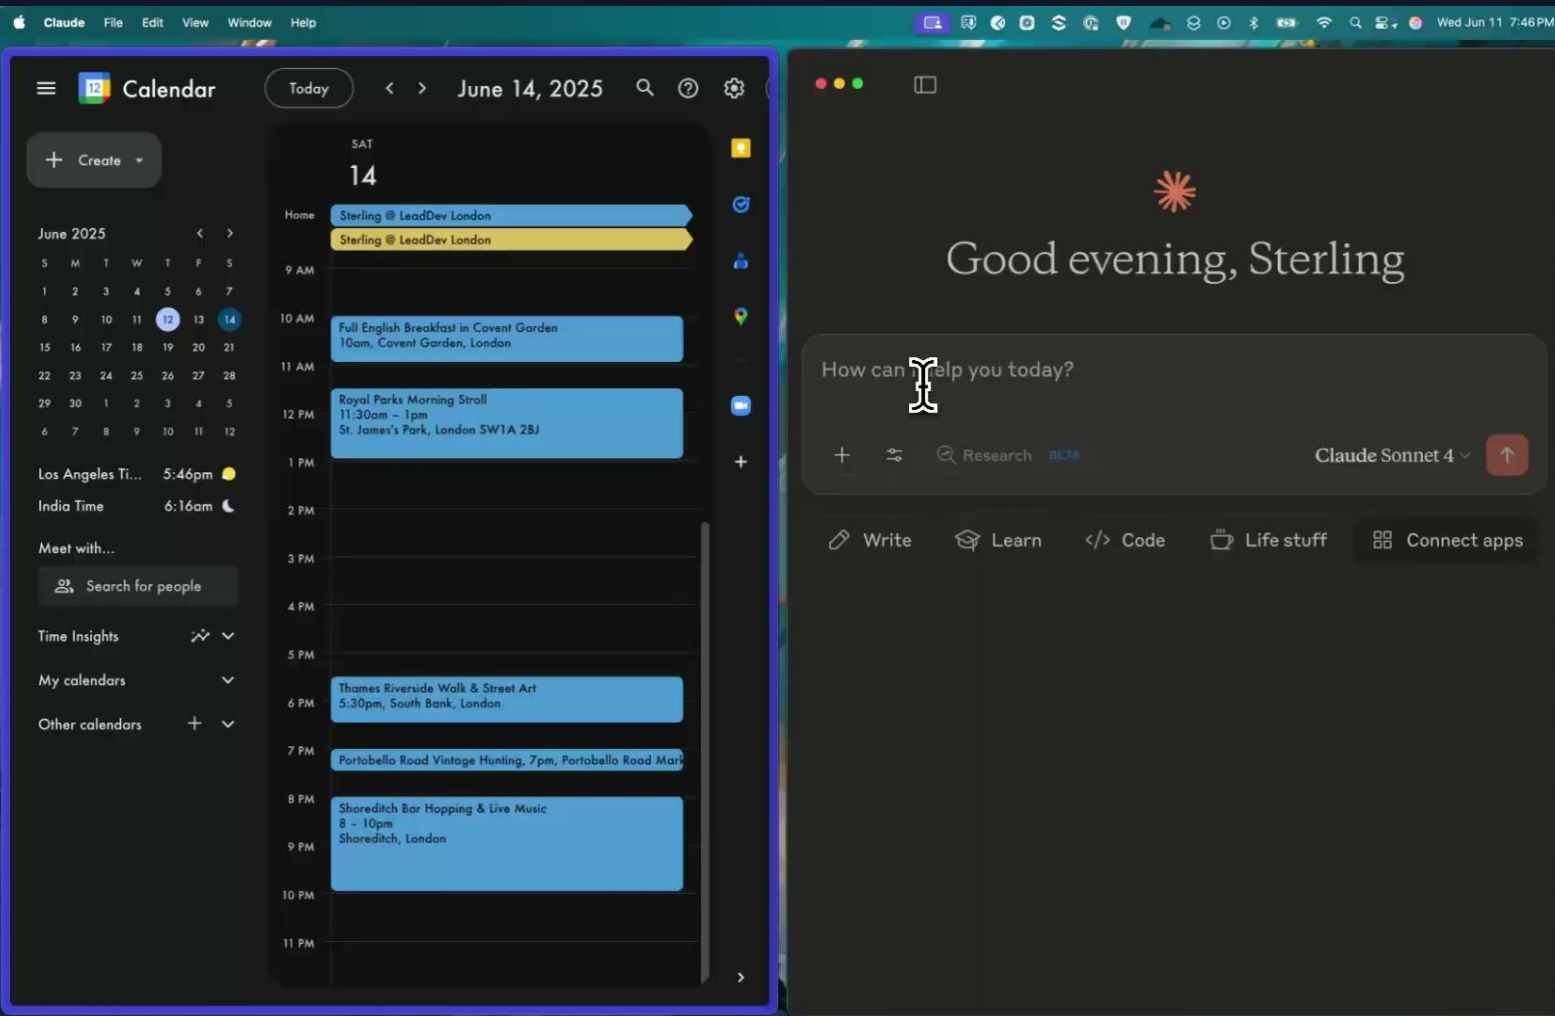 Claude File Edit View Window Help
Wed Jun 11 7:46 PM
12 Calendar
Today
June 14, 2025
Create
June 2025
S M T W T F S
1 2 3 4 5 6 7
8 9 10 11 12 13 14
15 16 17 18 19 20 21
22 23 24 25 26 27 28
29 30 1 2 3 4 5
6 7 8 9 10 11 12
Los Angeles Ti... 5:46pm
India Time 6:16am
Meet with...
Search for people
Time Insights
My calendars
Other calendars
SAT
14
Home
Sterling @ LeadDev London
Sterling @ LeadDev London
9 AM
10 AM
Full English Breakfast in Covent Garden
10am, Covent Garden, London
11 AM
Royal Parks Morning Stroll
11:30am – 1pm
St. James's Park, London SW1A 2BJ
12 PM
1 PM
2 PM
3 PM
4 PM
5 PM
Thames Riverside Walk & Street Art
5:30pm, South Bank, London
6 PM
7 PM
Portobello Road Vintage Hunting, 7pm, Portobello Road Mark
8 PM
Shoreditch Bar Hopping & Live Music
8 – 10pm
Shoreditch, London
9 PM
10 PM
11 PM
Good evening, Sterling
How can I help you today?
Research BETA
Claude Sonnet 4
Write
Learn
Code
Life stuff
Connect apps